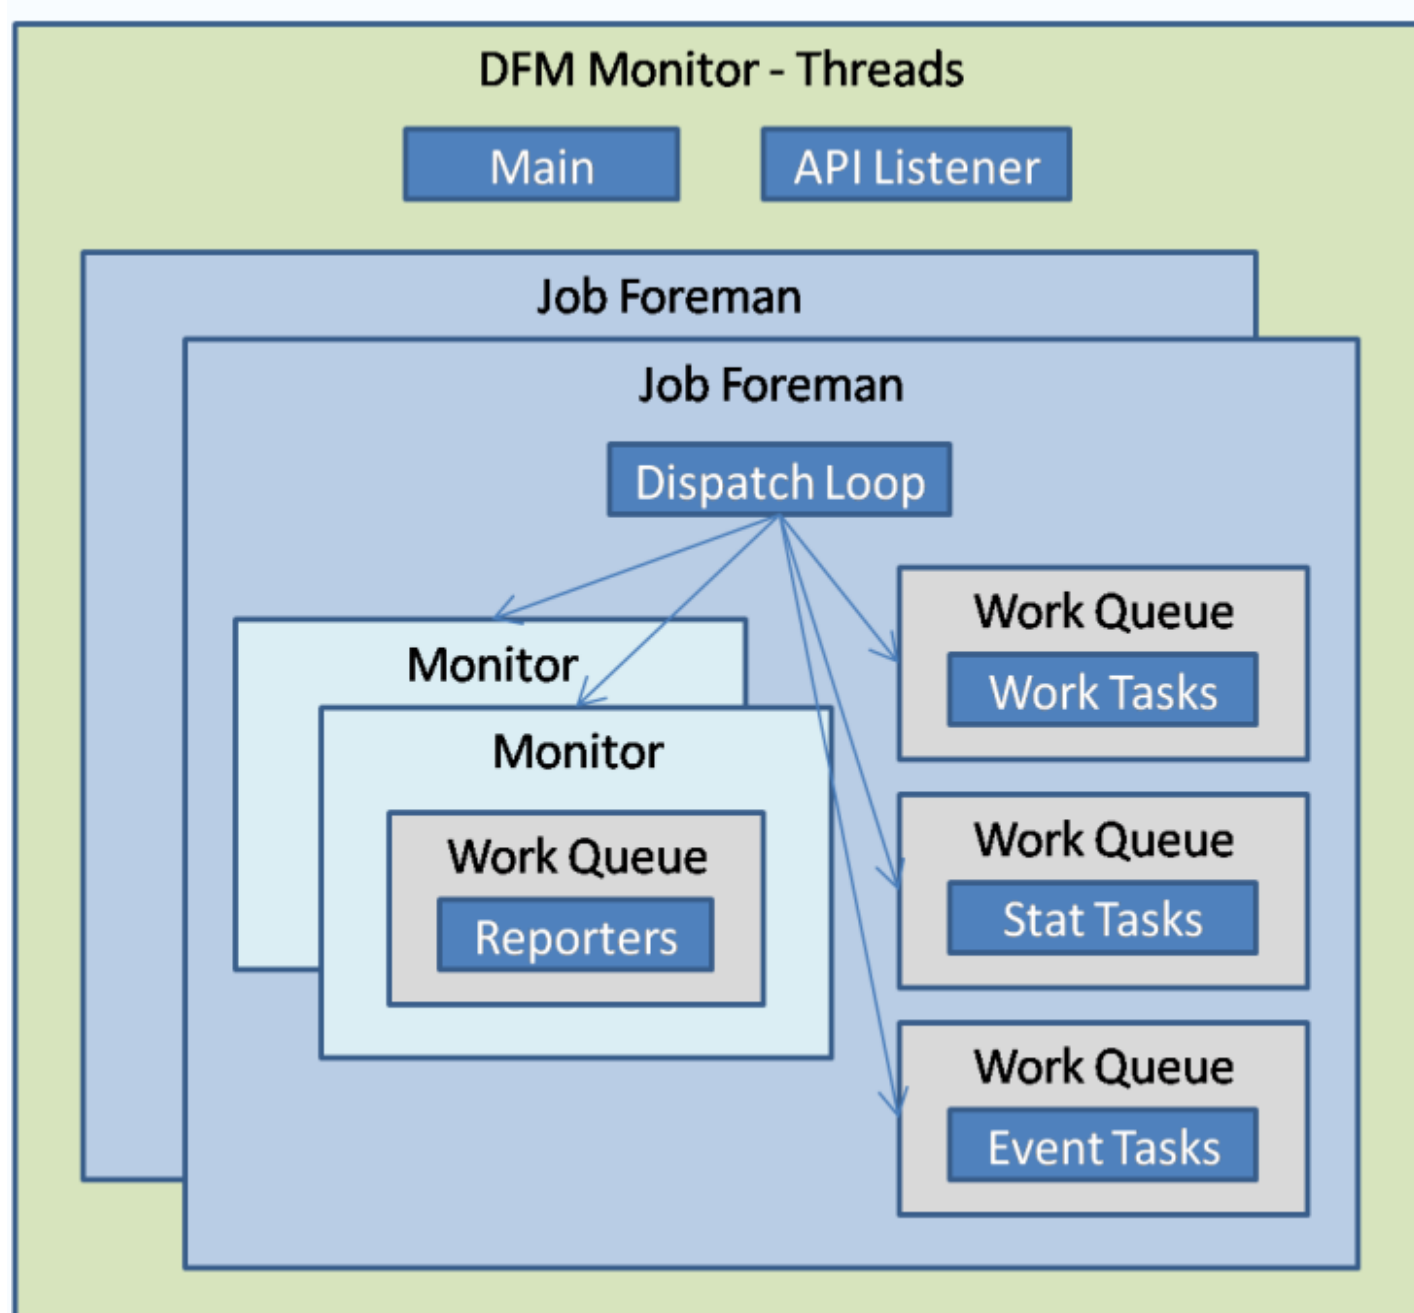 DFM Monitor - Threads
Main
API Listener
Job Foreman
Job Foreman
Dispatch Loop
Monitor
Monitor
Work Queue
Reporters
Work Queue
Work Tasks
Work Queue
Stat Tasks
Work Queue
Event Tasks